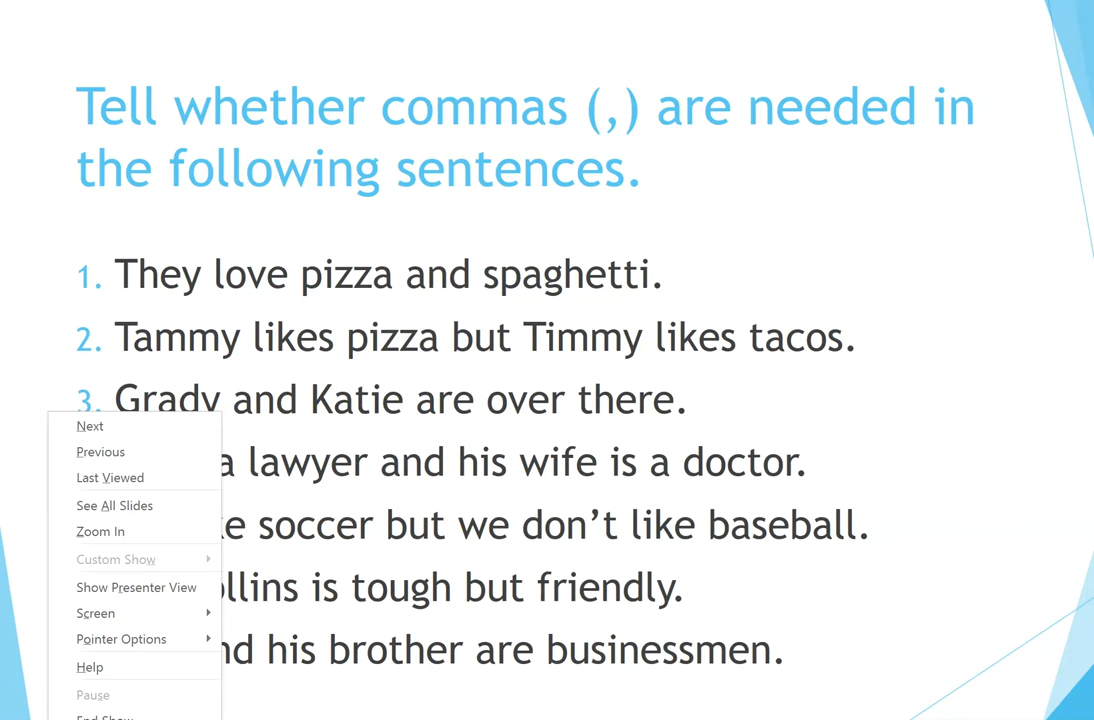 Tell whether commas (,) are needed in
the following sentences.
1. They love pizza and spaghetti.
2. Tammy likes pizza but Timmy likes tacos.
3. Grady and Katie are over there.
a lawyer and his wife is a doctor.
soccer but we don't like baseball.
is tough but friendly.
his brother are businessmen.
Next
Previous
Last Viewed
See All Slides
Zoom In
Custom Show
Show Presenter View
Screen
Pointer Options
Help
Pause
End Show